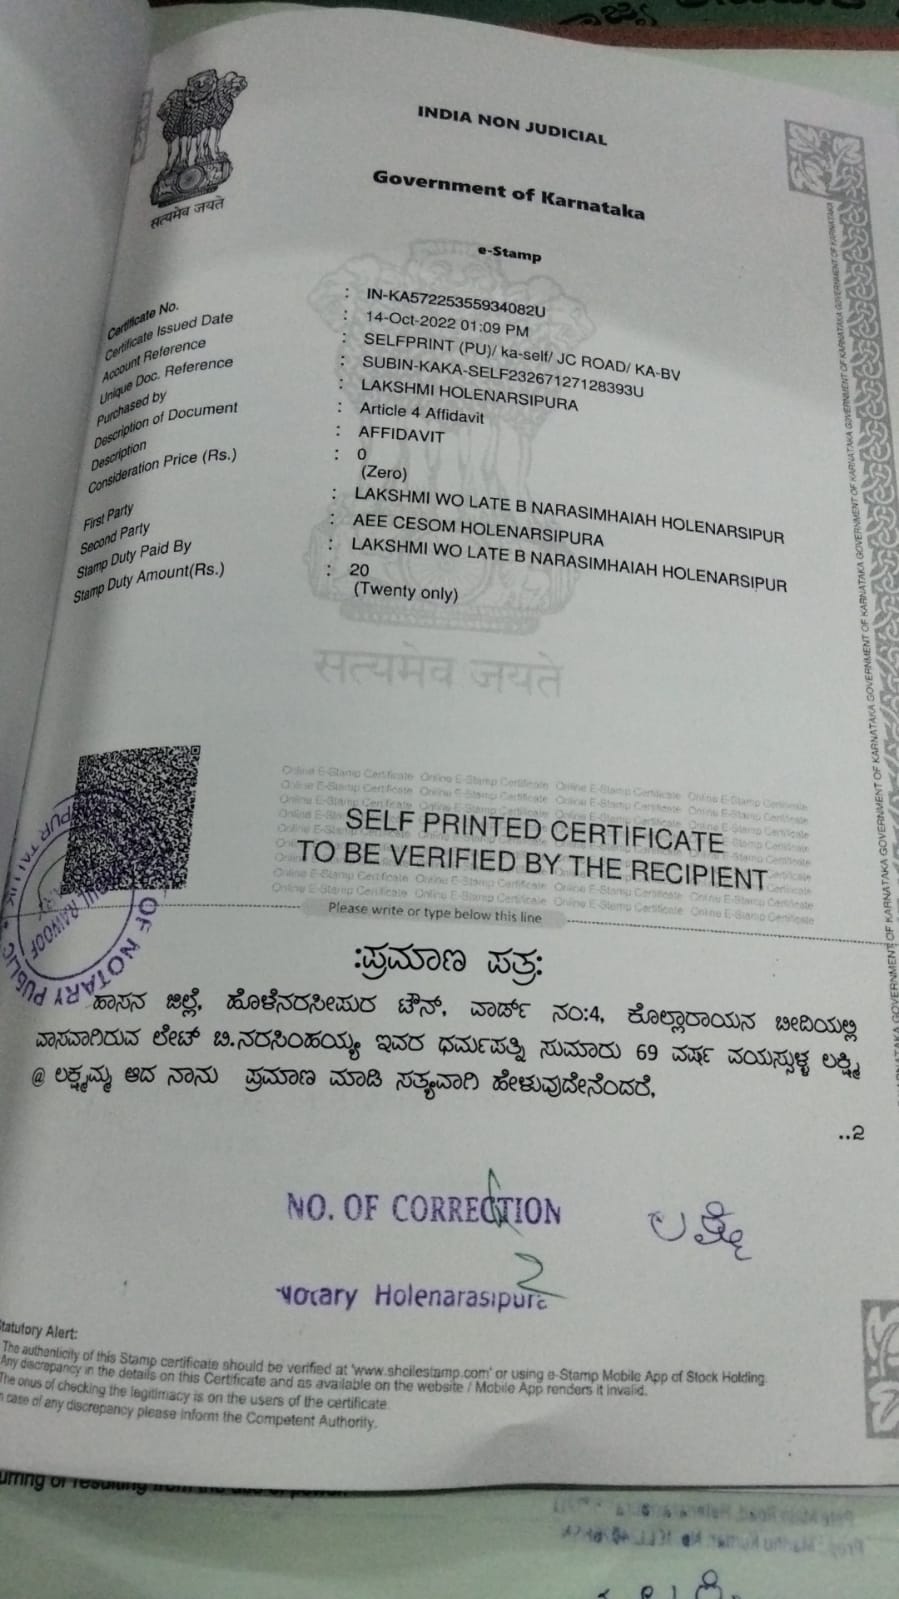 ರಾಜ್ಯ
सत्यमेव जयते
INDIA NON JUDICIAL
Government of Karnataka
e-Stamp
Certificate No. : IN-KA57225355934082U
Certificate Issued Date : 14-Oct-2022 01:09 PM
Account Reference : SELFPRINT (PU)/ ka-self/ JC ROAD/ KA-BV
Unique Doc. Reference : SUBIN-KAKA-SELF23267127128393U
Purchased by : LAKSHMI HOLENARSIPURA
Description of Document : Article 4 Affidavit
Description : AFFIDAVIT
Consideration Price (Rs.) : 0
(Zero)
First Party : LAKSHMI WO LATE B NARASIMHAIAH HOLENARSIPUR
Second Party : AEE CESOM HOLENARSIPURA
Stamp Duty Paid By : LAKSHMI WO LATE B NARASIMHAIAH HOLENARSIPUR
Stamp Duty Amount(Rs.) : 20
(Twenty only)
सत्यमेव जयते
SELF PRINTED CERTIFICATE
TO BE VERIFIED BY THE RECIPIENT
Please write or type below this line
OF NOTARY PUBLIC
:ಪ್ರಮಾಣ ಪತ್ರ:
ಹಾಸನ ಜಿಲ್ಲೆ, ಹೊಳೆನರಸೀಪುರ ಟೌನ್, ವಾರ್ಡ್ ನಂ:4, ಕೊಲ್ಲಾರಾಯನ ಬೀದಿಯಲ್ಲಿ
ವಾಸವಾಗಿರುವ ಲೇಟ್ ಬಿ.ನರಸಿಂಹಯ್ಯ ಇವರ ಧರ್ಮಪತ್ನಿ ಸುಮಾರು 69 ವರ್ಷ ವಯಸ್ಸುಳ್ಳ ಲಕ್ಷ್ಮಿ
@ ಲಕ್ಷ್ಮಮ್ಮ ಆದ ನಾನು ಪ್ರಮಾಣ ಮಾಡಿ ಸತ್ಯವಾಗಿ ಹೇಳುವುದೇನೆಂದರೆ,
..2
NO. OF CORRECTION
2
Notary Holenarasipura
ಲಕ್ಷ್ಮೀ
Statutory Alert:
The authenticity of this Stamp certificate should be verified at 'www.shcilestamp.com' or using e-Stamp Mobile App of Stock Holding.
Any discrepancy in the details on this Certificate and as available on the website / Mobile App renders it invalid.
The onus of checking the legitimacy is on the users of the certificate.
In case of any discrepancy please inform the Competent Authority.